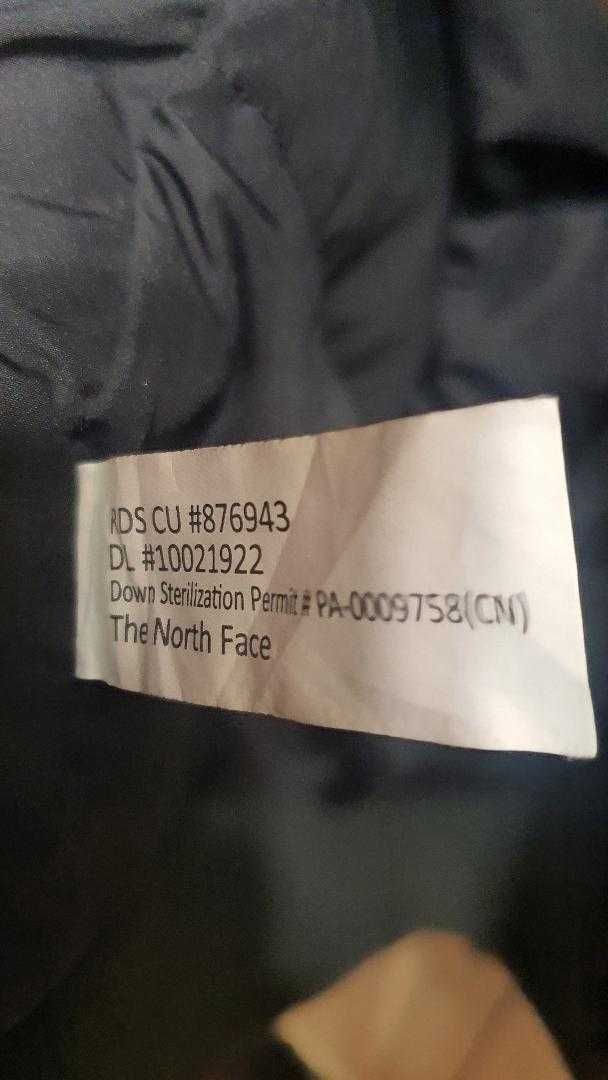 RDS CU #876943
DL #10021922
Down Sterilization Permit # PA-0009758(CN)
The North Face